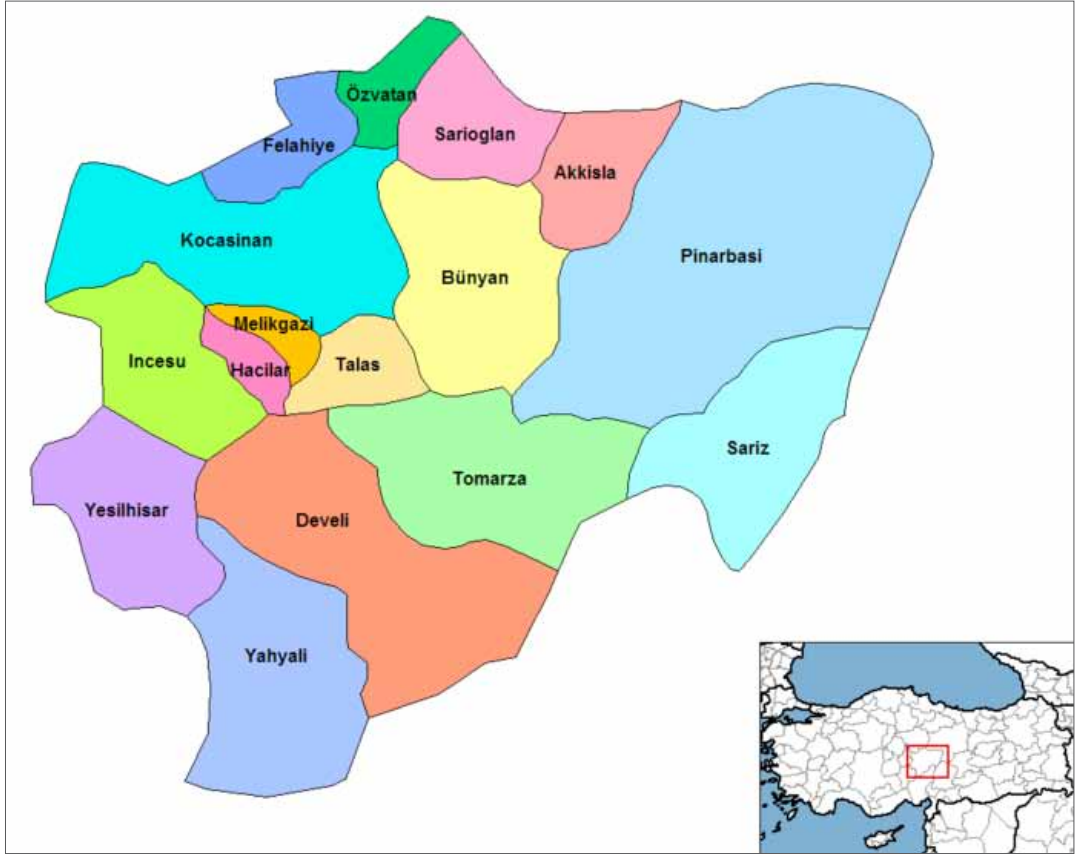 Özvatan
Sarioglan
Felahiye
Akkisla
Kocasinan
Pinarbasi
Bünyan
Melikgazi
Incesu
Hacilar
Talas
Sariz
Tomarza
Yesilhisar
Develi
Yahyali